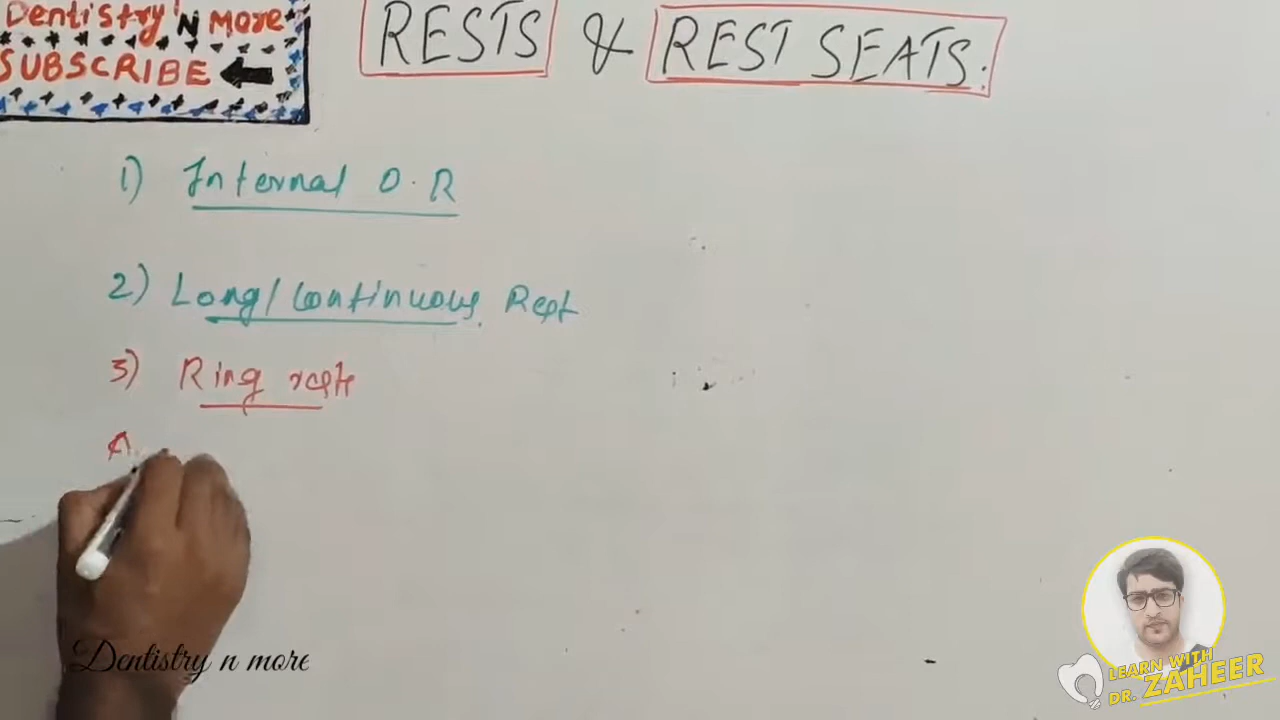 Dentistry 'N more
SUBSCRIBE
RESTS & REST SEATS.
1) Internal O.R
2) Long/Continuous Rest
3) Ring rests
A
Dentistry n more
LEARN WITH
DR. ZAHEER